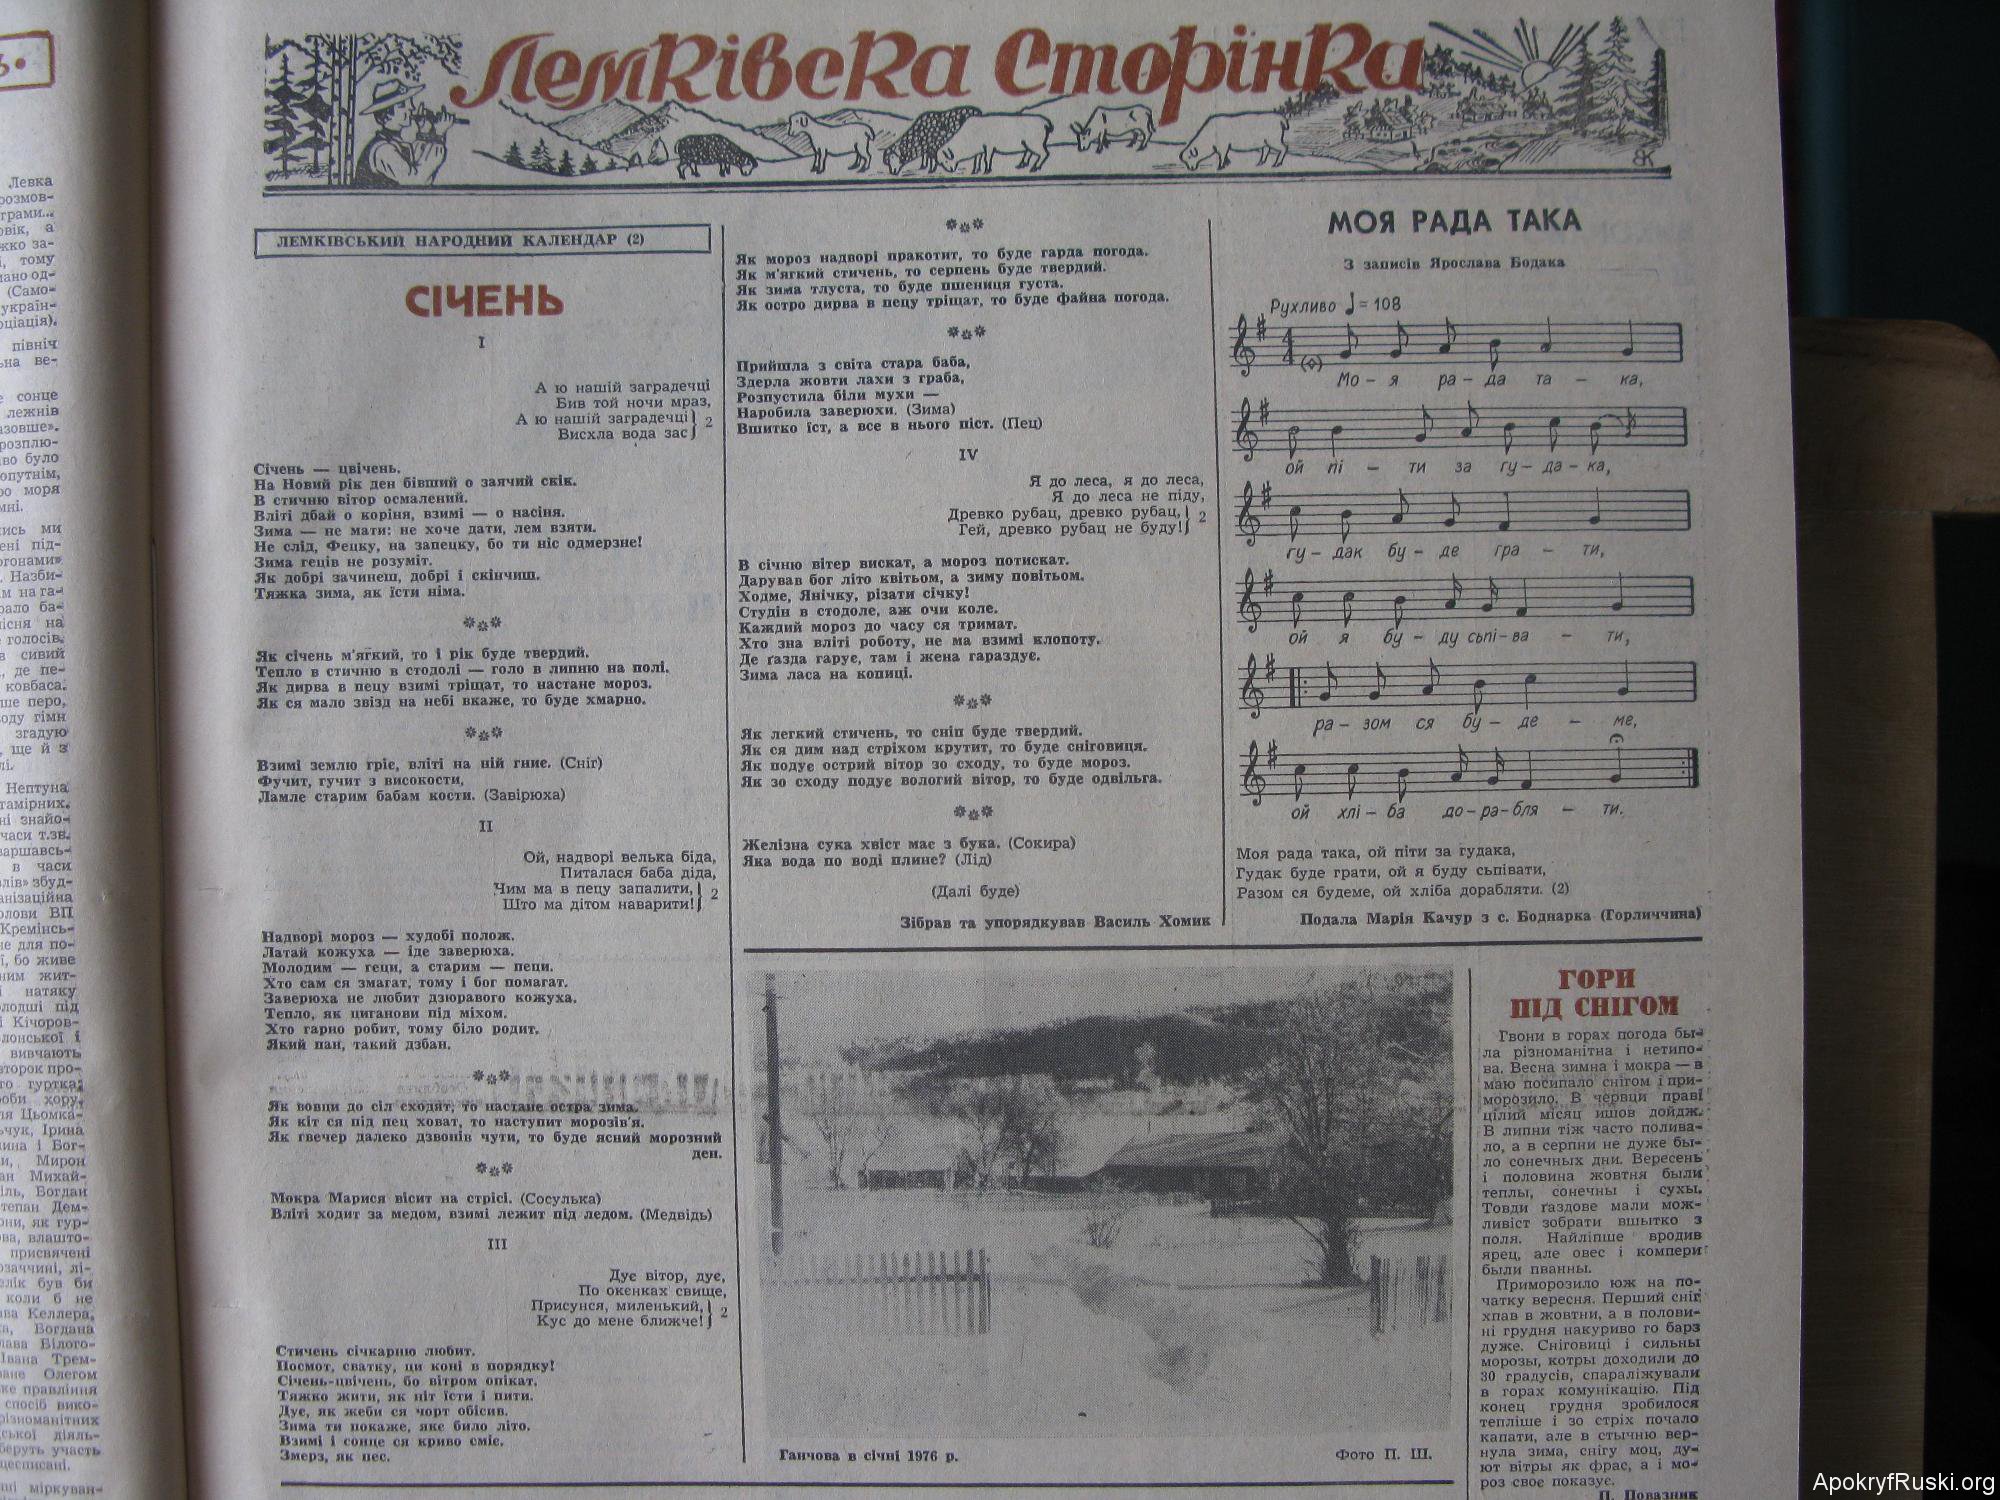 Лемківска Сторінка
ЛЕМКІВСЬКИЙ НАРОДНИЙ КАЛЕНДАР (2)
СІЧЕНЬ
I
А ю нашій заградечці
Бив той ночи мраз,
А ю нашій заградечці
Висхла вода зас
2
Січень — цвічень.
На Новий рік ден бівший о заячий скік.
В стичню вітор осмалений.
Вліті дбай о коріня, взимі — о насіня.
Зима — не мати: не хоче дати, лем взяти.
Не слід, Фецку, на запецку, бо ти ніс одмерзне!
Зима геців не розуміт.
Як добрі зачинеш, добрі і скінчиш.
Тяжка зима, як їсти німа.
Як січень м'ягкий, то і рік буде твердий.
Тепло в стичню в стодолі — голо в липню на полі.
Як дирва в пецу взимі тріщат, то настане мороз.
Як ся мало звізд на небі вкаже, то буде хмарно.
Взимі землю гріє, вліті на ній гние. (Сніг)
Фучит, гучит з високости,
Ламле старим бабам кости. (Завірюха)
II
Ой, надворі велька біда,
Питалася баба діда,
Чим ма в пецу запалити,
Што ма дітом наварити!
2
Надворі мороз — худобі полож.
Латай кожуха — іде заверюха.
Молодим — геци, а старим — пеци.
Хто сам ся змагат, тому і бог помагат.
Заверюха не любит дзюравого кожуха.
Тепло, як циганови під міхом.
Хто гарно робит, тому біло родит.
Який пан, такий дзбан.
Як вовци до сіл сходят, то настане остра зима.
Як кіт ся під пец ховат, то наступит морозів'я.
Як гвечер далеко дзвонів чути, то буде ясний морозний
ден.
Мокра Марися висит на стрісі. (Сосулька)
Вліті ходит за медом, взимі лежит під ледом. (Медвідь)
III
Дує вітор, дує,
По окенках свище,
Присунся, миленький,
Кус до мене ближче!
2
Стичень січкарню любит.
Посмот, сватку, ци коні в порядку!
Січень-цвічень, бо вітром опікат.
Тяжко жити, як ніт їсти і пити.
Дує, як жеби ся чорт обісив.
Зима ти покаже, яке било літо.
Взимі і сонце ся криво сміє.
Змерз, як пес.
Як мороз надворі пракотит, то буде гарда погода.
Як м'ягкий стичень, то серпень буде твердий.
Як зима тлуста, то буде пшениця густа.
Як остро дирва в пецу тріщат, то буде файна погода.
Прийшла з світа стара баба,
Здерла жовти лахи з граба,
Розпустила біли мухи —
Наробила заверюхи. (Зима)
Вшитко їст, а все в нього піст. (Пец)
IV
Я до леса, я до леса,
Я до леса не піду,
Древко рубац, древко рубац,
Гей, древко рубац не буду!
2
В січню вітер вискат, а мороз потискат.
Дарував бог літо квітьом, а зиму повітьом.
Ходме, Янічку, різати січку!
Студін в стодоле, аж очи коле.
Каждий мороз до часу ся тримат.
Хто зна вліті роботу, не ма взимі клопоту.
Де ґазда гарує, там і жена гараздує.
Зима ласа на копиці.
Як легкий стичень, то сніп буде твердий.
Як ся дим над стріхом крутит, то буде сніговиця.
Як подує острий вітор зо сходу, то буде мороз.
Як зо сходу подує вологий вітор, то буде одвільга.
Желізна сука хвіст має з бука. (Сокира)
Яка вода по воді плине? (Лід)
(Далі буде)
Зібрав та упорядкував Василь Хомик
МОЯ РАДА ТАКА
З записів Ярослава Бодака
Рухливо ♩= 108
Мо – я ра – да та – ка,
ой пі – ти за гу – да – ка,
гу – дак бу – де гра – ти,
ой я бу – ду сьпі – ва – ти,
ра – зом ся бу – де – ме,
ой хлі – ба до – ра – бля – ти.
Моя рада така, ой піти за гудака,
Гудак буде грати, ой я буду сьпівати,
Разом ся будеме, ой хліба дорабляти. (2)
Подала Марія Качур з с. Боднарка (Горличчина)
Ганчова в січні 1976 р.
Фото П. Ш.
ГОРИ
ПІД СНІГОМ
Гвони в горах погода бы-
ла різноманітна і нетипо-
ва. Весна зимна і мокра — в
маю посипало снігом і при-
морозило. В червци праві
цілий місяц ишов дойдж.
В липни тіж часто полива-
ло, а в серпни не дуже бы-
ло сонечных дни. Вересень
і половина жовтня были
теплы, сонечны і сухы.
Товди ґаздове мали мож-
ливіст зобрати вшытко з
поля. Найліпше вродив
ярец, але овес і компери
были пванны.
Приморозило юж на по-
чатку вересня. Перший сніг
хпав в жовтни, а в полови-
ні грудня накуриво го барз
дуже. Сніговиці і сильны
морозы, котры доходили до
30 градусів, спараліжували
в горах комунікацію. Під
конец грудня зробилося
тепліше і зо стріх почало
капати, але в стычню вер-
нула зима, снігу моц, ду-
ют вітры як фрас, а і мо-
роз своє показує.
П. Повазник
ApokryfRuski.org